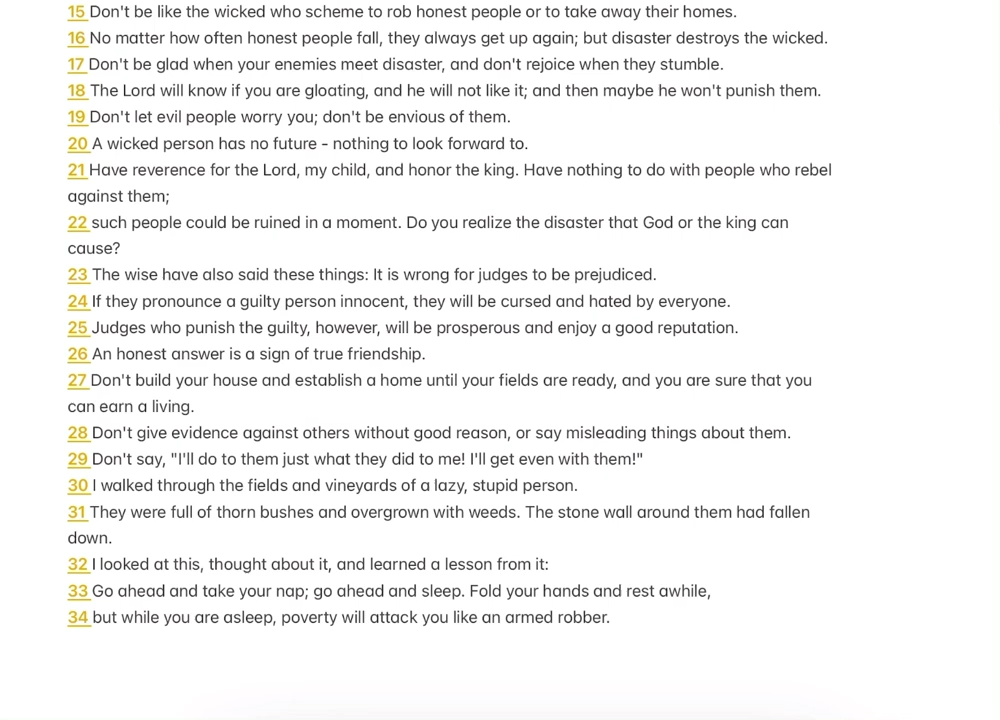 15 Don't be like the wicked who scheme to rob honest people or to take away their homes.
16 No matter how often honest people fall, they always get up again; but disaster destroys the wicked.
17 Don't be glad when your enemies meet disaster, and don't rejoice when they stumble.
18 The Lord will know if you are gloating, and he will not like it; and then maybe he won't punish them.
19 Don't let evil people worry you; don't be envious of them.
20 A wicked person has no future - nothing to look forward to.
21 Have reverence for the Lord, my child, and honor the king. Have nothing to do with people who rebel
against them;
22 such people could be ruined in a moment. Do you realize the disaster that God or the king can
cause?
23 The wise have also said these things: It is wrong for judges to be prejudiced.
24 If they pronounce a guilty person innocent, they will be cursed and hated by everyone.
25 Judges who punish the guilty, however, will be prosperous and enjoy a good reputation.
26 An honest answer is a sign of true friendship.
27 Don't build your house and establish a home until your fields are ready, and you are sure that you
can earn a living.
28 Don't give evidence against others without good reason, or say misleading things about them.
29 Don't say, "I'll do to them just what they did to me! I'll get even with them!"
30 I walked through the fields and vineyards of a lazy, stupid person.
31 They were full of thorn bushes and overgrown with weeds. The stone wall around them had fallen
down.
32 I looked at this, thought about it, and learned a lesson from it:
33 Go ahead and take your nap; go ahead and sleep. Fold your hands and rest awhile,
34 but while you are asleep, poverty will attack you like an armed robber.